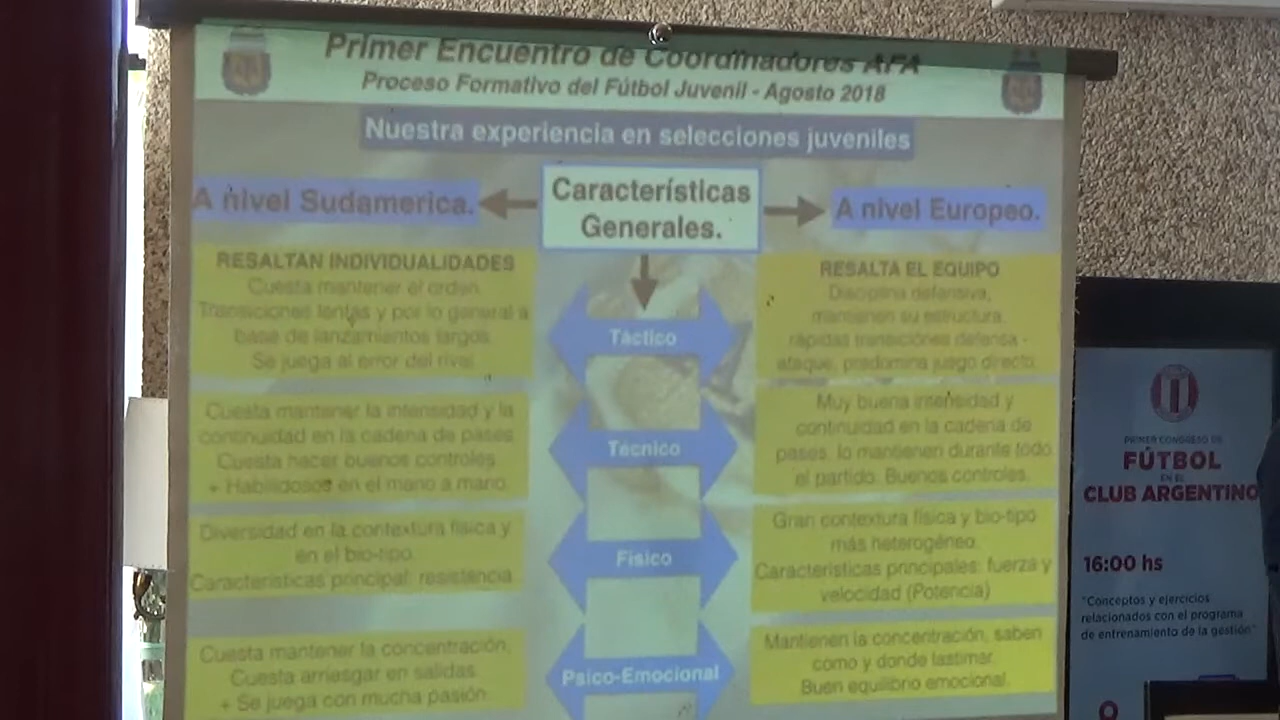 Primer Encuentro de Coordinadores AFA
Proceso Formativo del Fútbol Juvenil - Agosto 2018
Nuestra experiencia en selecciones juveniles
A nivel Sudamerica.
Características
Generales.
A nivel Europeo.
RESALTAN INDIVIDUALIDADES
Cuesta mantener el orden.
Transiciones lentas y por lo general a
base de lanzamientos largos.
Se juega al error del rival.
Táctico
RESALTA EL EQUIPO
Disciplina defensiva,
mantienen su estructura.
rápidas transiciones defensa -
ataque, predomina juego directo.
Cuesta mantener la intensidad y la
continuidad en la cadena de pases.
Cuesta hacer buenos controles.
+ Habilidosos en el mano a mano.
Técnico
Muy buena intensidad y
continuidad en la cadena de
pases, lo mantienen durante todo
el partido. Buenos controles.
Diversidad en la contextura física y
en el bio-tipo.
Características principal: resistencia.
Físico
Gran contextura física y bio-tipo
más heterogéneo.
Características principales: fuerza y
velocidad (Potencia)
Cuesta mantener la concentración,
Cuesta arriesgar en salidas.
+ Se juega con mucha pasión.
Psico-Emocional
Mantienen la concentración, saben
como y donde lastimar.
Buen equilibrio emocional.
PRIMER CONGRESO DE
FÚTBOL
EN EL
CLUB ARGENTINO
16:00 hs
"Conceptos y ejercicios
relacionados con el programa
de entrenamiento de la gestión"